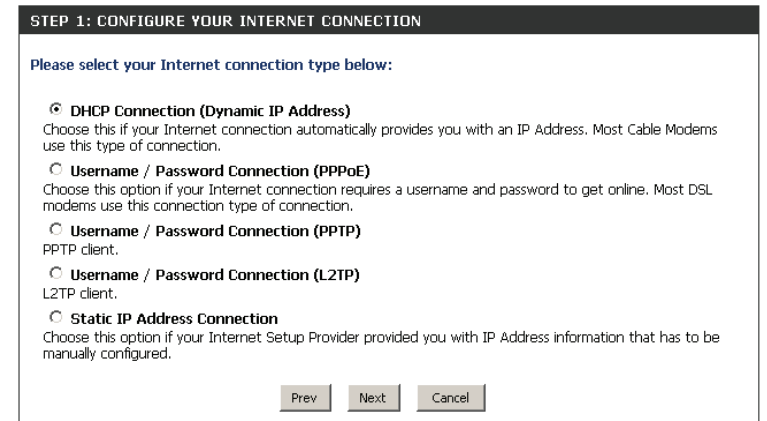 STEP 1: CONFIGURE YOUR INTERNET CONNECTION
Please select your Internet connection type below:
DHCP Connection (Dynamic IP Address)
Choose this if your Internet connection automatically provides you with an IP Address. Most Cable Modems
use this type of connection.
Username / Password Connection (PPPoE)
Choose this option if your Internet connection requires a username and password to get online. Most DSL
modems use this connection type of connection.
Username / Password Connection (PPTP)
PPTP client.
Username / Password Connection (L2TP)
L2TP client.
Static IP Address Connection
Choose this option if your Internet Setup Provider provided you with IP Address information that has to be
manually configured.
Prev Next Cancel